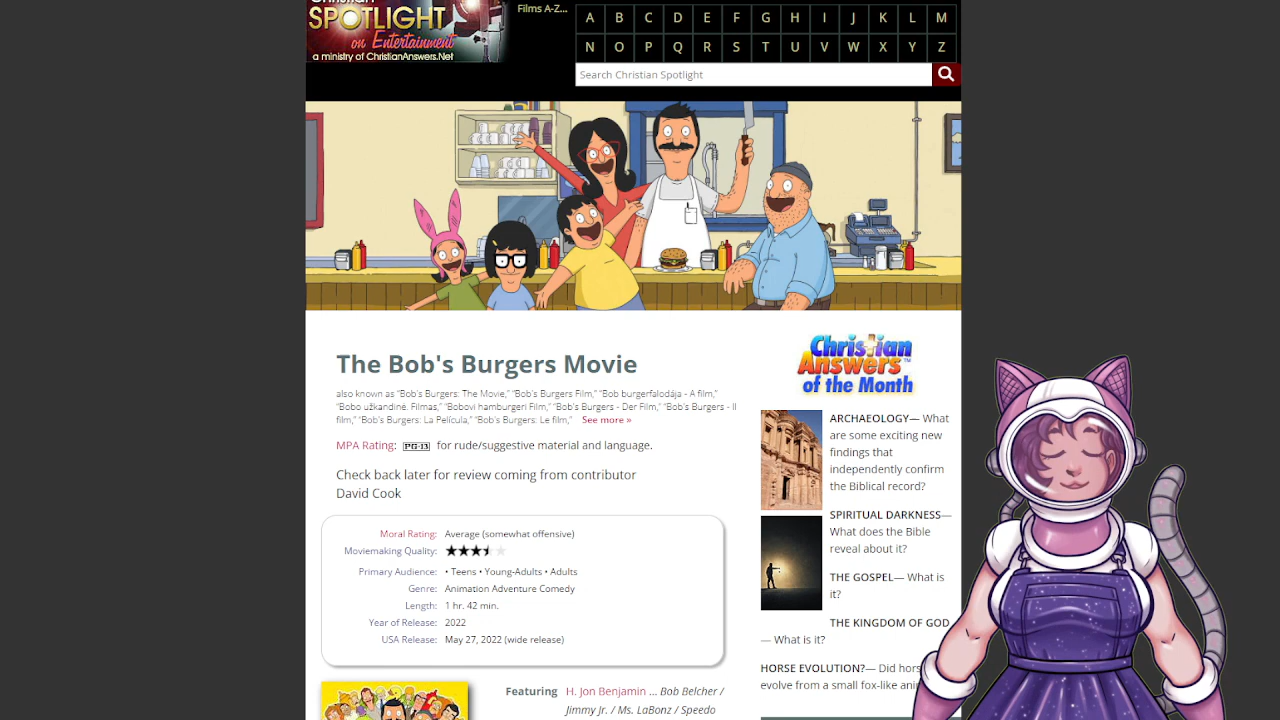 Christian
SPOTLIGHT
on Entertainment
a ministry of ChristianAnswers.Net
Films A-Z...
A B C D E F G H I J K L M
N O P Q R S T U V W X Y Z
Search Christian Spotlight
The Bob's Burgers Movie
also known as “Bob's Burgers: The Movie,” “Bob's Burgers Film,” “Bob burgerfalodája - A film,”
“Bobo užkandinė. Filmas,” “Bobovi hamburgeri Film,” “Bob's Burgers - Der Film,” “Bob's Burgers - Il
film,” “Bob's Burgers: La Película,” “Bob's Burgers: Le film,” See more »
MPA Rating: PG-13 for rude/suggestive material and language.
Check back later for review coming from contributor
David Cook
Moral Rating: Average (somewhat offensive)
Moviemaking Quality:
Primary Audience: • Teens • Young-Adults • Adults
Genre: Animation Adventure Comedy
Length: 1 hr. 42 min.
Year of Release: 2022
USA Release: May 27, 2022 (wide release)
Featuring H. Jon Benjamin ... Bob Belcher /
Jimmy Jr. / Ms. LaBonz / Speedo
Christian
Answers™
of the Month
ARCHAEOLOGY— What
are some exciting new
findings that
independently confirm
the Biblical record?
SPIRITUAL DARKNESS—
What does the Bible
reveal about it?
THE GOSPEL— What is
it?
THE KINGDOM OF GOD
— What is it?
HORSE EVOLUTION?— Did
evolve from a small fox-like